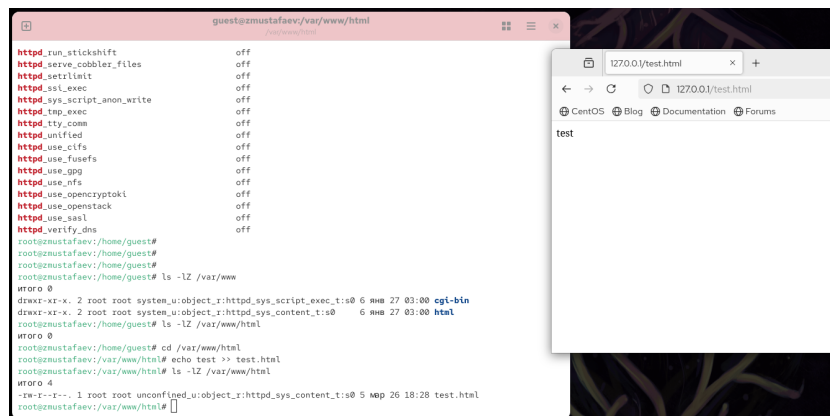 guest@zmustafaev:/var/www/html
/var/www/html
httpd_run_stickshift off
httpd_serve_cobbler_files off
httpd_setrlimit off
httpd_ssi_exec off
httpd_sys_script_anon_write off
httpd_tmp_exec off
httpd_tty_comm off
httpd_unified off
httpd_use_cifs off
httpd_use_fusefs off
httpd_use_gpg off
httpd_use_nfs off
httpd_use_opencryptoki off
httpd_use_openstack off
httpd_use_sasl off
httpd_verify_dns off
root@zmustafaev:/home/guest#
root@zmustafaev:/home/guest#
root@zmustafaev:/home/guest#
root@zmustafaev:/home/guest# ls -lZ /var/www
итого 0
drwxr-xr-x. 2 root root system_u:object_r:httpd_sys_script_exec_t:s0 6 янв 27 03:00 cgi-bin
drwxr-xr-x. 2 root root system_u:object_r:httpd_sys_content_t:s0 6 янв 27 03:00 html
root@zmustafaev:/home/guest# ls -lZ /var/www/html
итого 0
root@zmustafaev:/home/guest# cd /var/www/html
root@zmustafaev:/var/www/html# echo test >> test.html
root@zmustafaev:/var/www/html# ls -lZ /var/www/html
итого 4
-rw-r--r--. 1 root root unconfined_u:object_r:httpd_sys_content_t:s0 5 мар 26 18:28 test.html
root@zmustafaev:/var/www/html#
127.0.0.1/test.html
127.0.0.1/test.html
CentOS Blog Documentation Forums
test